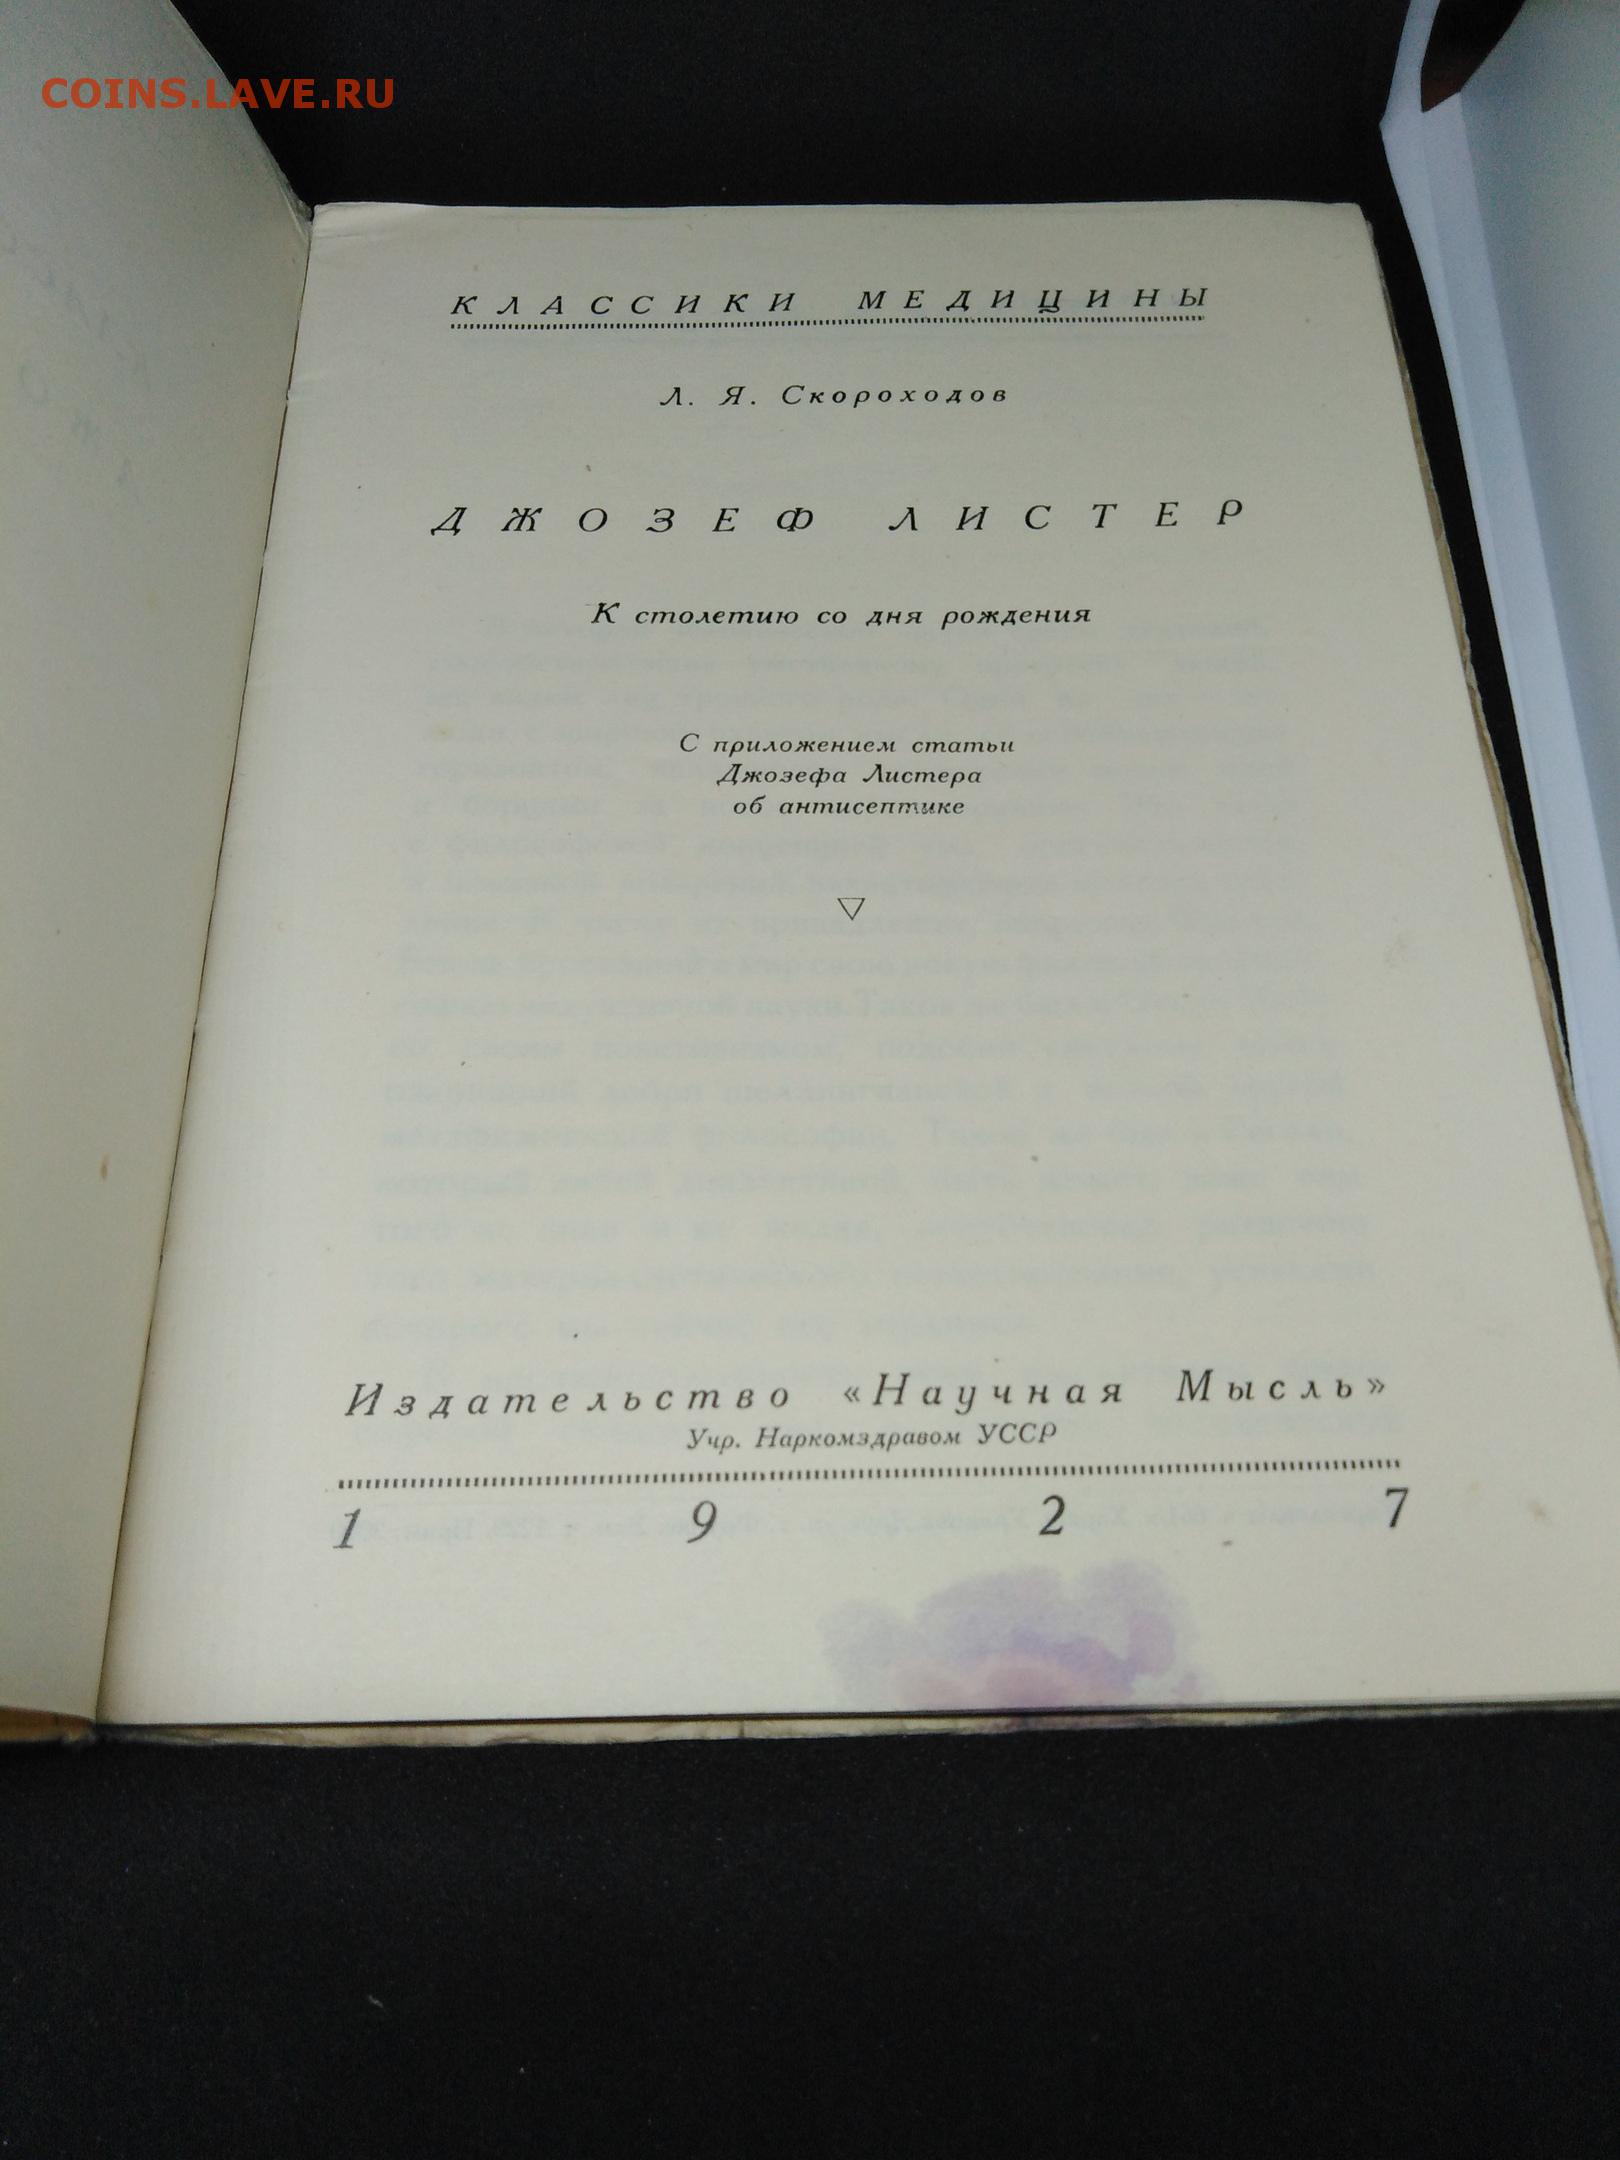 COINS.LAVE.RU
КЛАССИКИ МЕДИЦИНЫ
Л. Я. Скороходов
ДЖОЗЕФ ЛИСТЕР
К столетию со дня рождения
С приложением статьи
Джозефа Листера
об антисептике
Издательство «Научная Мысль»
Учр. Наркомздравом УССР
1 9 2 7